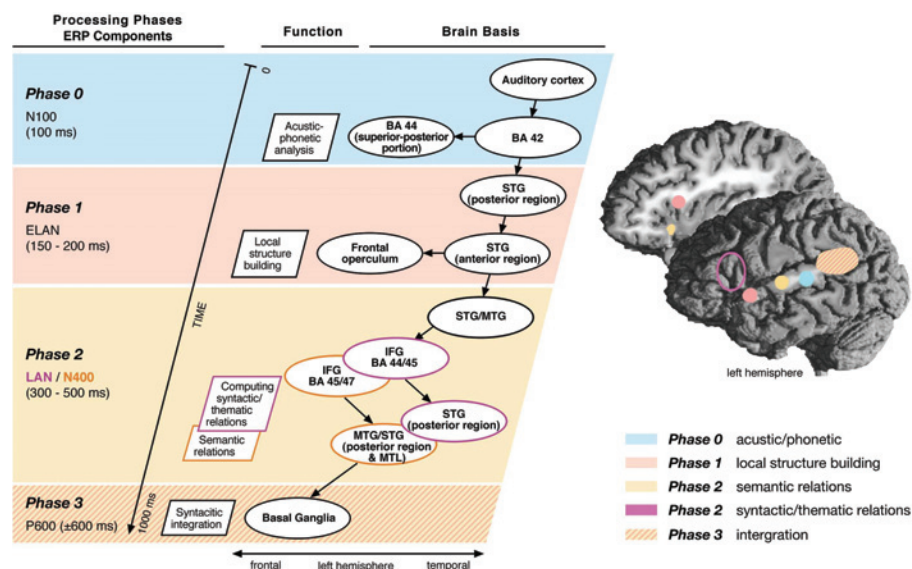 Processing Phases
ERP Components
Function
Brain Basis
Phase 0
N100
(100 ms)
0
Acustic-
phonetic
analysis
Auditory cortex
BA 44
(superior-posterior
portion)
BA 42
Phase 1
ELAN
(150 - 200 ms)
Local
structure
building
STG
(posterior region)
Frontal
operculum
STG
(anterior region)
TIME
Phase 2
LAN / N400
(300 - 500 ms)
STG/MTG
IFG
BA 44/45
IFG
BA 45/47
Computing
syntactic/
thematic
relations
Semantic
relations
STG
(posterior region)
MTG/STG
(posterior region
& MTL)
Phase 3
P600 (±600 ms)
1000 ms
Syntacitic
integration
Basal Ganglia
frontal left hemisphere temporal
left hemisphere
Phase 0 acustic/phonetic
Phase 1 local structure building
Phase 2 semantic relations
Phase 2 syntactic/thematic relations
Phase 3 intergration